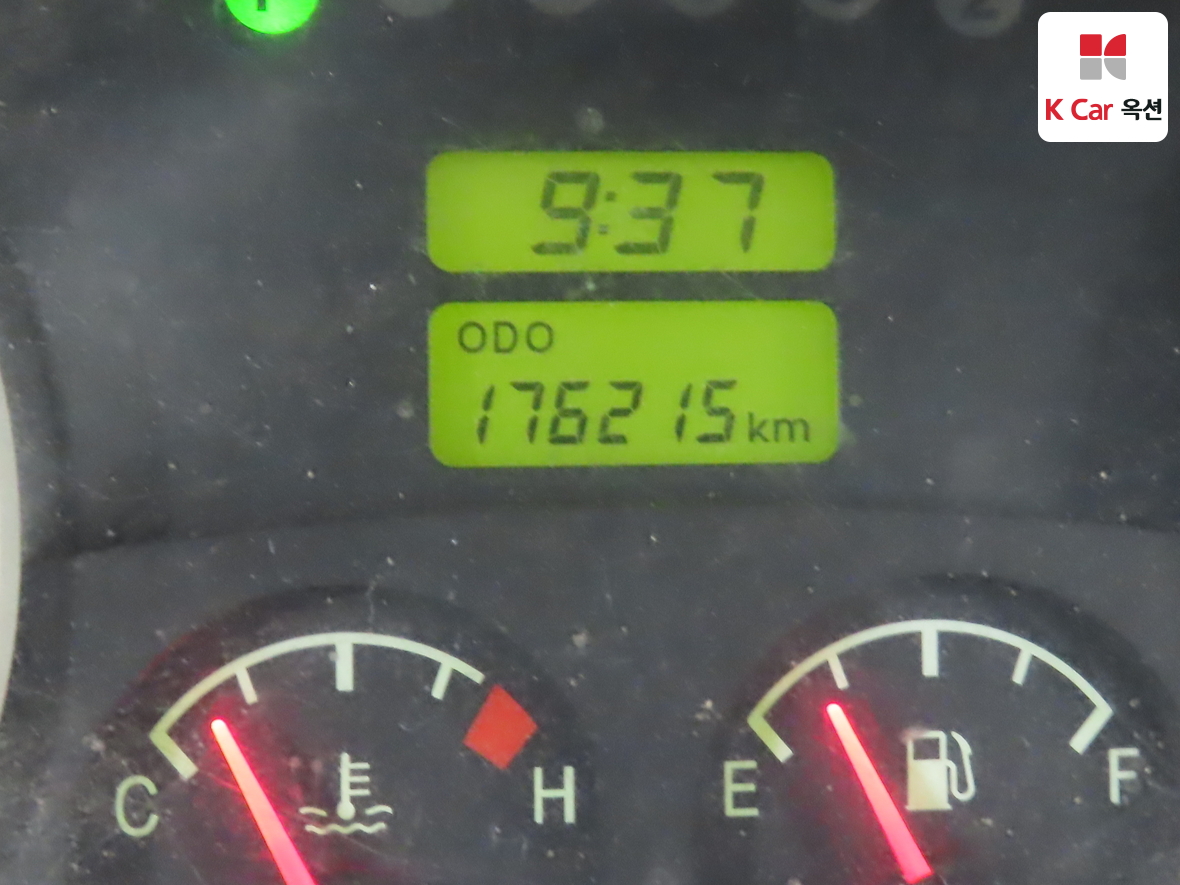 K Car 옥션
9:37
ODO
176215 km
C
H
E
F